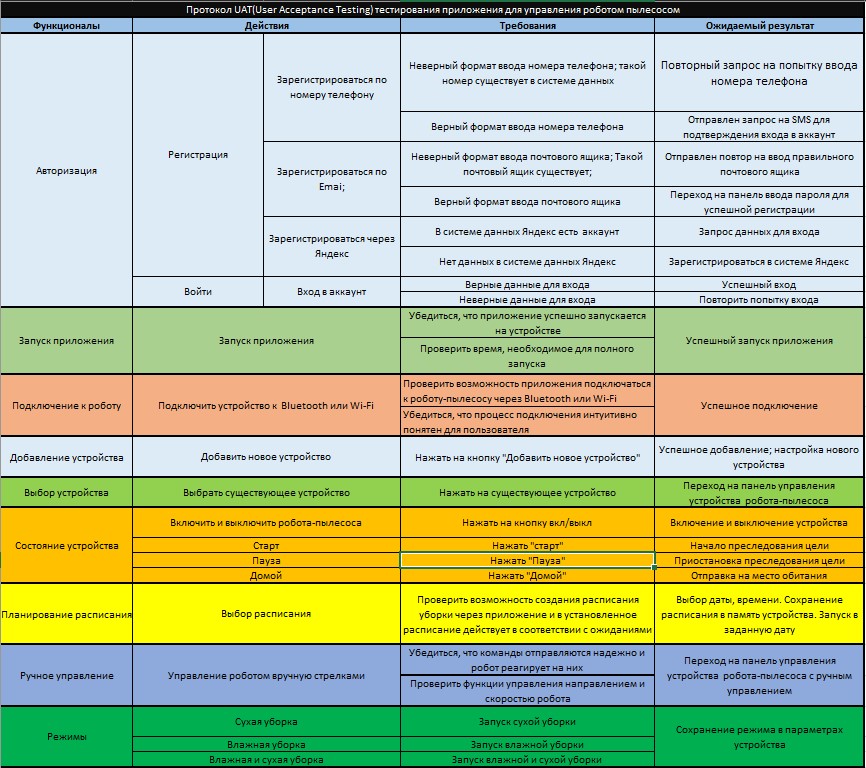 Протокол UAT(User Acceptance Testing) тестирования приложения для управления роботом пылесосом
Функционалы
Действия
Требования
Ожидаемый результат
Авторизация
Регистрация
Зарегистрироваться по
номеру телефону
Неверный формат ввода номера телефона; такой
номер существует в системе данных
Повторный запрос на попытку ввода
номера телефона
Верный формат ввода номера телефона
Отправлен запрос на SMS для
подтверждения входа в аккаунт
Зарегистрироваться по
Emai;
Неверный формат ввода почтового ящика; Такой
почтовый ящик существует;
Отправлен повтор на ввод правильного
почтового ящика
Верный формат ввода почтового ящика
Переход на панель ввода пароля для
успешной регистрации
Зарегистрироваться через
Яндекс
В системе данных Яндекс есть аккаунт
Запрос данных для входа
Нет данных в системе данных Яндекс
Зарегистрироваться в системе Яндекс
Войти
Вход в аккаунт
Верные данные для входа
Успешный вход
Неверные данные для входа
Повторить попытку входа
Запуск приложения
Запуск приложения
Убедиться, что приложение успешно запускается
на устройстве
Проверить время, необходимое для полного
запуска
Успешный запуск приложения
Подключение к роботу
Подключить устройство к Bluetooth или Wi-Fi
Проверить возможность приложения подключаться
к роботу-пылесосу через Bluetooth или Wi-Fi
Убедиться, что процесс подключения интуитивно
понятен для пользователя
Успешное подключение
Добавление устройства
Добавить новое устройство
Нажать на кнопку "Добавить новое устройство"
Успешное добавление; настройка нового
устройства
Выбор устройства
Выбрать существующее устройство
Нажать на существующее устройство
Переход на панель управления
устройства робота-пылесоса
Состояние устройства
Включить и выключить робота-пылесоса
Нажать на кнопку вкл/выкл
Включение и выключение устройства
Старт
Нажать "старт"
Начало преследования цели
Пауза
Нажать "Пауза"
Приостановка преследования цели
Домой
Нажать "Домой"
Отправка на место обитания
Планирование расписания
Выбор расписания
Проверить возможность создания расписания
уборки через приложение и в установленное
расписание действует в соответствии с ожиданиями
Выбор даты, времени. Сохранение
расписания в память устройства. Запуск в
заданную дату
Ручное управление
Управление роботом вручную стрелками
Убедиться, что команды отправляются надежно и
робот реагирует на них
Проверить функции управления направлением и
скоростью робота
Переход на панель управления
устройства робота-пылесоса с ручным
управлением
Режимы
Сухая уборка
Запуск сухой уборки
Влажная уборка
Запуск влажной уборки
Влажная и сухая уборка
Запуск влажной и сухой уборки
Сохранение режима в параметрах
устройства